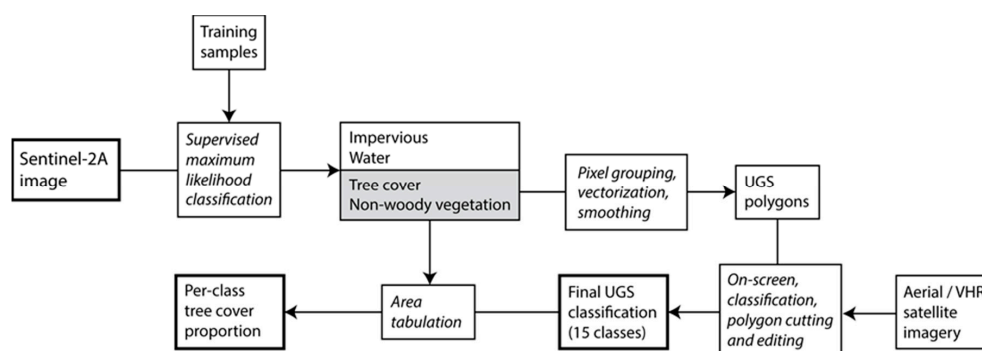 Training
samples
Sentinel-2A
image
Supervised
maximum
likelihood
classification
Impervious
Water
Tree cover
Non-woody vegetation
Pixel grouping,
vectorization,
smoothing
UGS
polygons
Per-class
tree cover
proportion
Area
tabulation
Final UGS
classification
(15 classes)
On-screen,
classification,
polygon cutting
and editing
Aerial / VHR
satellite
imagery